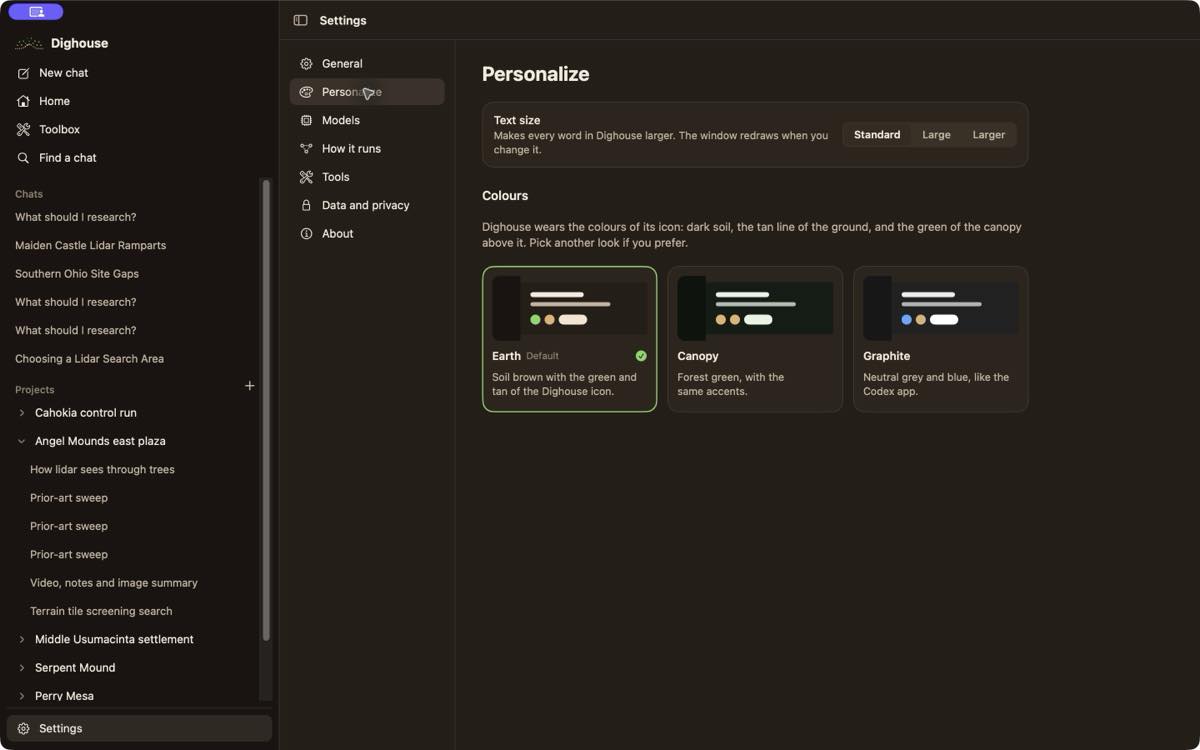 Dighouse
New chat
Home
Toolbox
Find a chat
Chats
What should I research?
Maiden Castle Lidar Ramparts
Southern Ohio Site Gaps
What should I research?
What should I research?
Choosing a Lidar Search Area
Projects
Cahokia control run
Angel Mounds east plaza
How lidar sees through trees
Prior-art sweep
Prior-art sweep
Prior-art sweep
Video, notes and image summary
Terrain tile screening search
Middle Usumacinta settlement
Serpent Mound
Perry Mesa
Settings
Settings
General
Personalize
Models
How it runs
Tools
Data and privacy
About
Personalize
Text size
Makes every word in Dighouse larger. The window redraws when you
change it.
Standard Large Larger
Colours
Dighouse wears the colours of its icon: dark soil, the tan line of the ground, and the green of the canopy
above it. Pick another look if you prefer.
Earth Default
Soil brown with the green and
tan of the Dighouse icon.
Canopy
Forest green, with the
same accents.
Graphite
Neutral grey and blue, like the
Codex app.